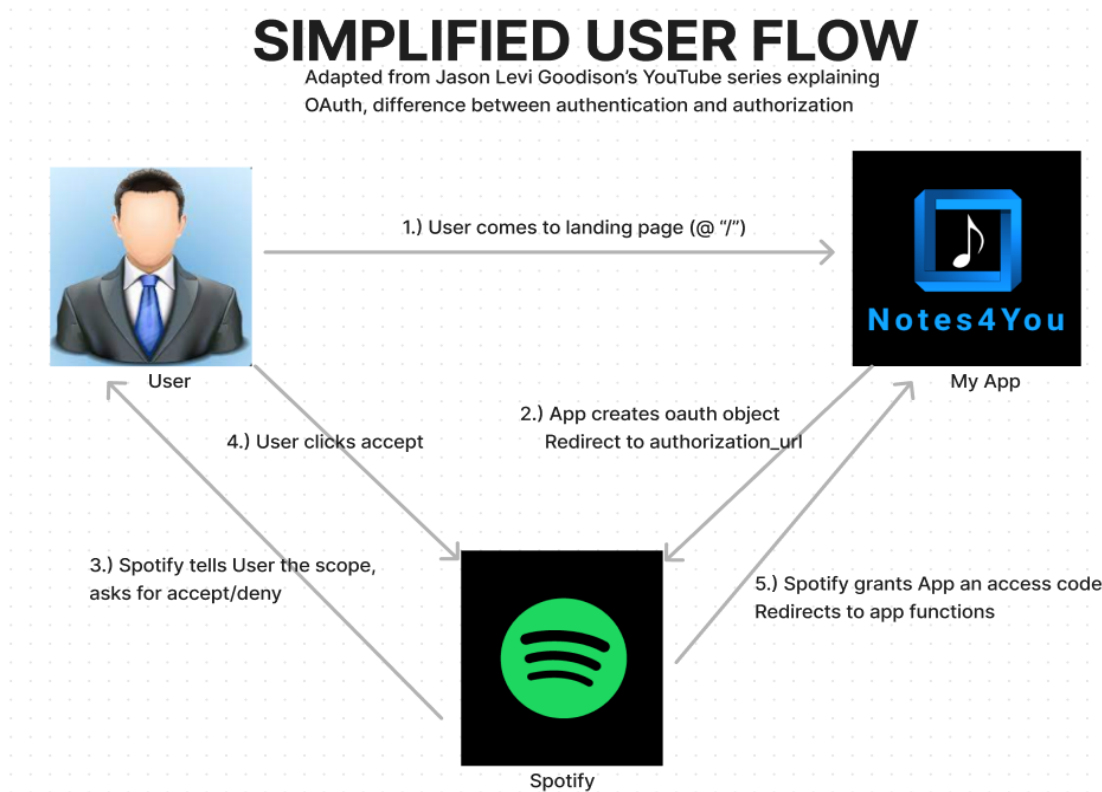 SIMPLIFIED USER FLOW
Adapted from Jason Levi Goodison’s YouTube series explaining
OAuth, difference between authentication and authorization
1.) User comes to landing page (@ “/”)
Notes4You
User
My App
2.) App creates oauth object
Redirect to authorization_url
4.) User clicks accept
3.) Spotify tells User the scope,
asks for accept/deny
5.) Spotify grants App an access code
Redirects to app functions
Spotify